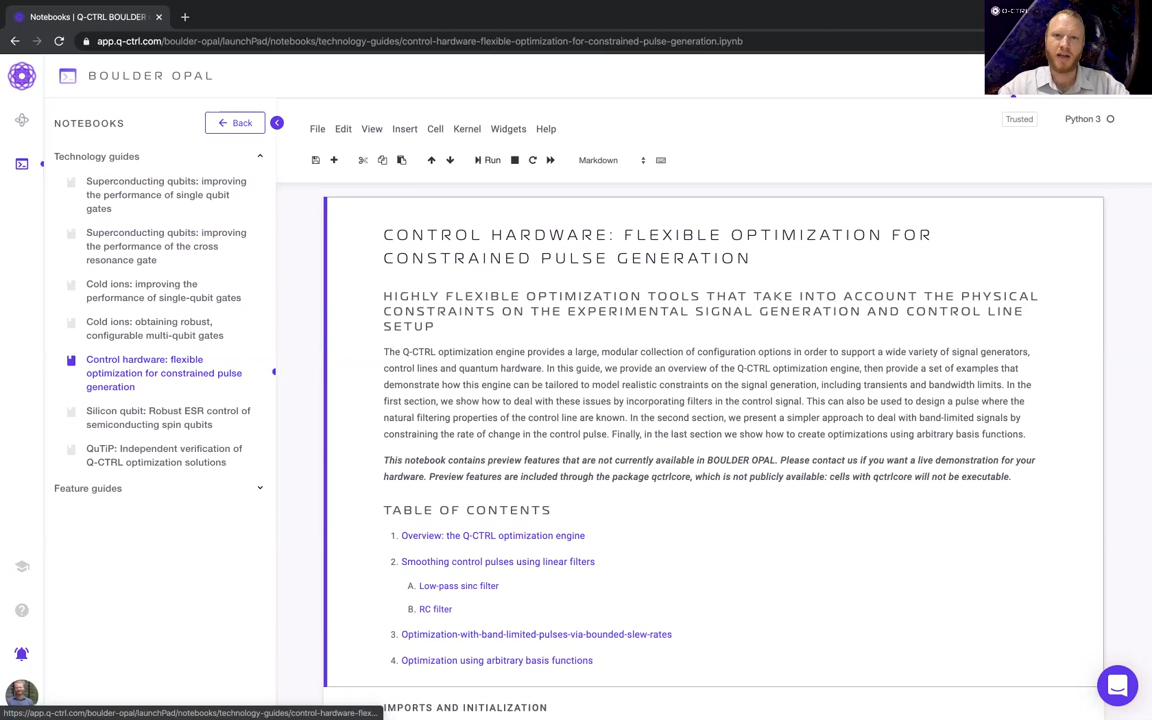 Notebooks | Q-CTRL BOULDER
app.q-ctrl.com/boulder-opal/launchPad/notebooks/technology-guides/control-hardware-flexible-optimization-for-constrained-pulse-generation.ipynb
Q-CTRL
BOULDER OPAL
NOTEBOOKS
Back
Technology guides
Superconducting qubits: improving
the performance of single qubit
gates
Superconducting qubits: improving
the performance of the cross
resonance gate
Cold ions: improving the
performance of single-qubit gates
Cold ions: obtaining robust,
configurable multi-qubit gates
Control hardware: flexible
optimization for constrained pulse
generation
Silicon qubit: Robust ESR control of
semiconducting spin qubits
QuTiP: Independent verification of
Q-CTRL optimization solutions
Feature guides
File Edit View Insert Cell Kernel Widgets Help
Trusted
Python 3
Run
Markdown
CONTROL HARDWARE: FLEXIBLE OPTIMIZATION FOR
CONSTRAINED PULSE GENERATION
HIGHLY FLEXIBLE OPTIMIZATION TOOLS THAT TAKE INTO ACCOUNT THE PHYSICAL
CONSTRAINTS ON THE EXPERIMENTAL SIGNAL GENERATION AND CONTROL LINE
SETUP
The Q-CTRL optimization engine provides a large, modular collection of configuration options in order to support a wide variety of signal generators,
control lines and quantum hardware. In this guide, we provide an overview of the Q-CTRL optimization engine, then provide a set of examples that
demonstrate how this engine can be tailored to model realistic constraints on the signal generation, including transients and bandwidth limits. In the
first section, we show how to deal with these issues by incorporating filters in the control signal. This can also be used to design a pulse where the
natural filtering properties of the control line are known. In the second section, we present a simpler approach to deal with band-limited signals by
constraining the rate of change in the control pulse. Finally, in the last section we show how to create optimizations using arbitrary basis functions.
This notebook contains preview features that are not currently available in BOULDER OPAL. Please contact us if you want a live demonstration for your
hardware. Preview features are included through the package qctrlcore, which is not publicly available: cells with qctrlcore will not be executable.
TABLE OF CONTENTS
1. Overview: the Q-CTRL optimization engine
2. Smoothing control pulses using linear filters
A. Low-pass sinc filter
B. RC filter
3. Optimization-with-band-limited-pulses-via-bounded-slew-rates
4. Optimization using arbitrary basis functions
IMPORTS AND INITIALIZATION
https://app.q-ctrl.com/boulder-opal/launchPad/notebooks/technology-guides/control-hardware-flex...